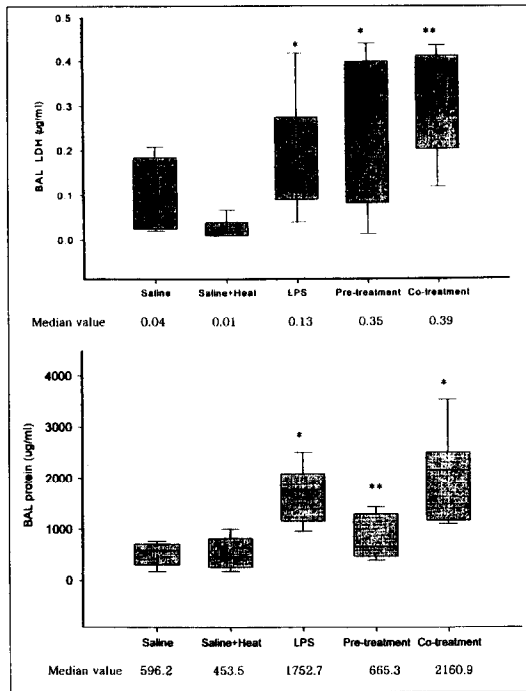 0.5
*
*
**
0.4
0.3
0.2
0.1
0.0
BAL LDH (ug/ml)
Saline Saline+Heat LPS Pre-treatment Co-treatment
Median value 0.04 0.01 0.13 0.35 0.39
4000
*
3000
*
2000
**
1000
0
BAL protein (ug/ml)
Saline Saline+Heat LPS Pre-treatment Co-treatment
Median value 596.2 453.5 1752.7 665.3 2160.9